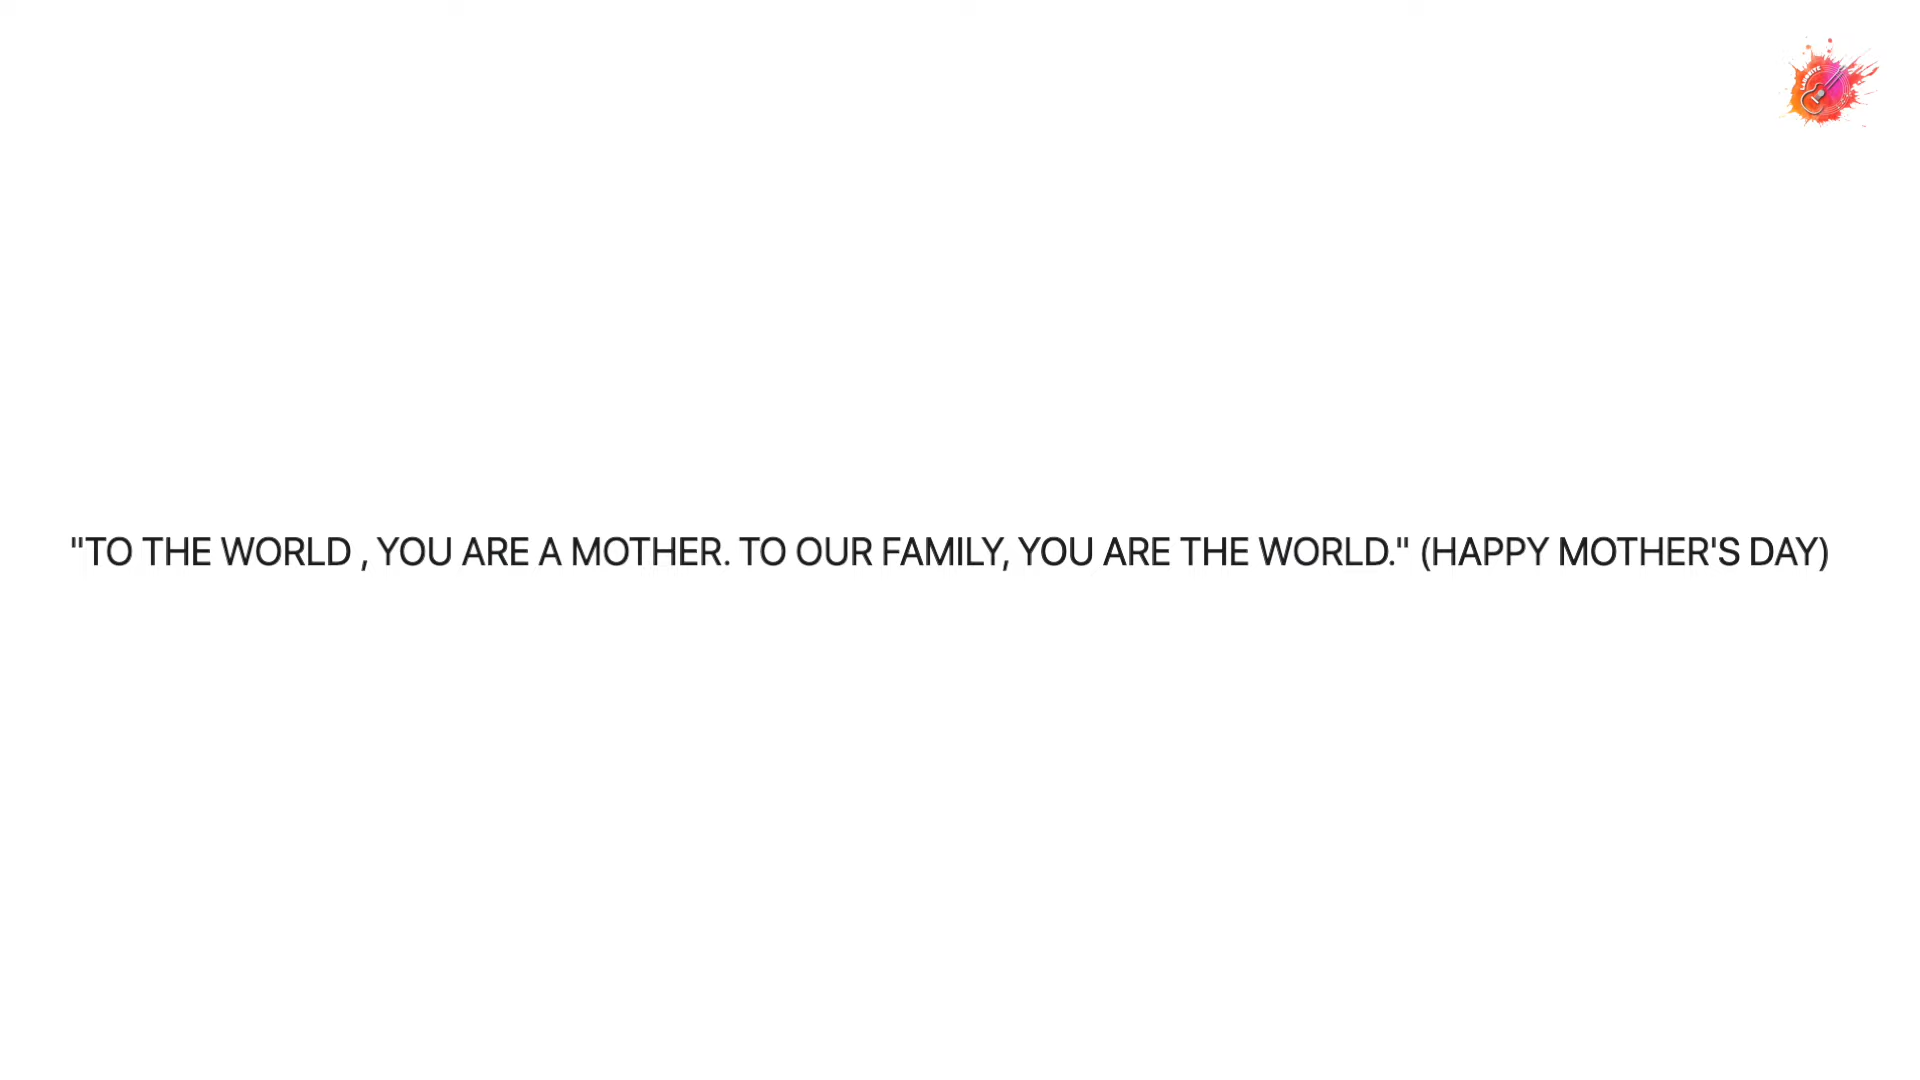 "TO THE WORLD , YOU ARE A MOTHER. TO OUR FAMILY, YOU ARE THE WORLD." (HAPPY MOTHER'S DAY)